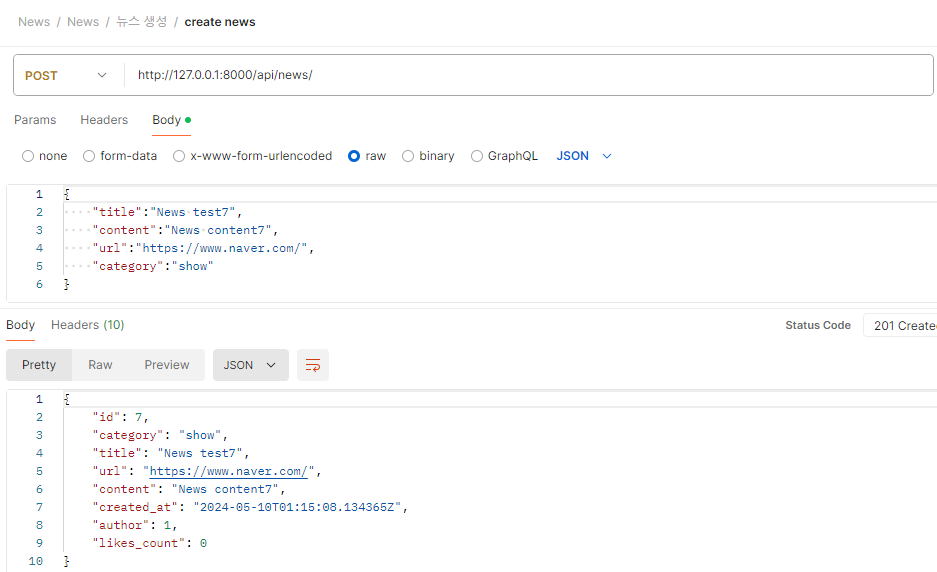 News / News / 뉴스 생성 / create news
POST http://127.0.0.1:8000/api/news/
Params Headers Body
none form-data x-www-form-urlencoded raw binary GraphQL JSON
1 {
2 "title":"News test7",
3 "content":"News content7",
4 "url":"https://www.naver.com/",
5 "category":"show"
6 }
Body Headers (10) Status Code 201 Create
Pretty Raw Preview JSON
1 {
2 "id": 7,
3 "category": "show",
4 "title": "News test7",
5 "url": "https://www.naver.com/",
6 "content": "News content7",
7 "created_at": "2024-05-10T01:15:08.134365Z",
8 "author": 1,
9 "likes_count": 0
10 }